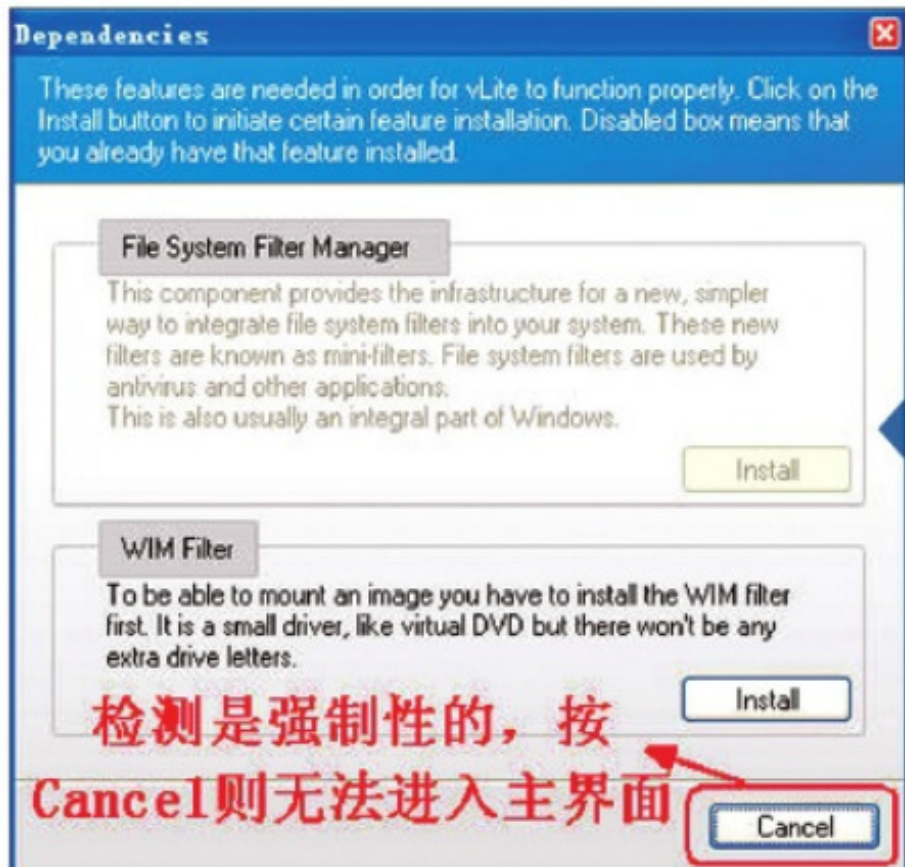 Dependencies
These features are needed in order for vLite to function properly. Click on the
Install button to initiate certain feature installation. Disabled box means that
you already have that feature installed.
File System Filter Manager
This component provides the infrastructure for a new, simpler
way to integrate file system filters into your system. These new
filters are known as mini-filters. File system filters are used by
antivirus and other applications.
This is also usually an integral part of Windows.
Install
WIM Filter
To be able to mount an image you have to install the WIM filter
first. It is a small driver, like virtual DVD but there won't be any
extra drive letters.
Install
检测是强制性的，按
Cancel则无法进入主界面
Cancel